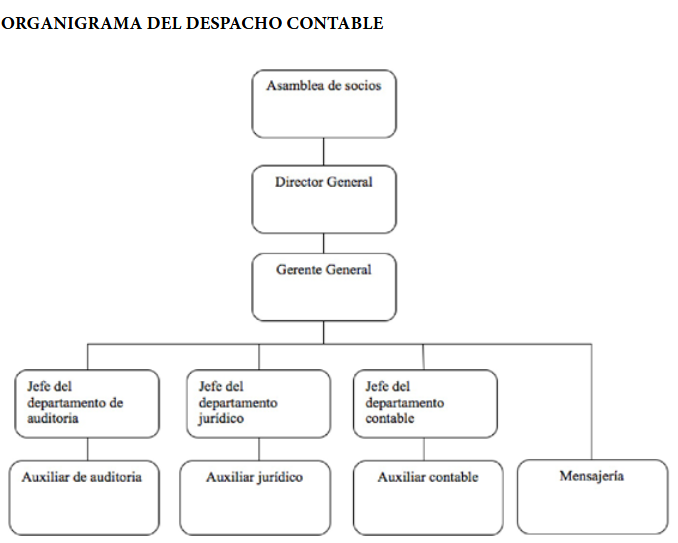 ORGANIGRAMA DEL DESPACHO CONTABLE
Asamblea de socios
Director General
Gerente General
Jefe del
departamento de
auditoria
Jefe del
departamento
jurídico
Jefe del
departamento
contable
Auxiliar de auditoria
Auxiliar jurídico
Auxiliar contable
Mensajería